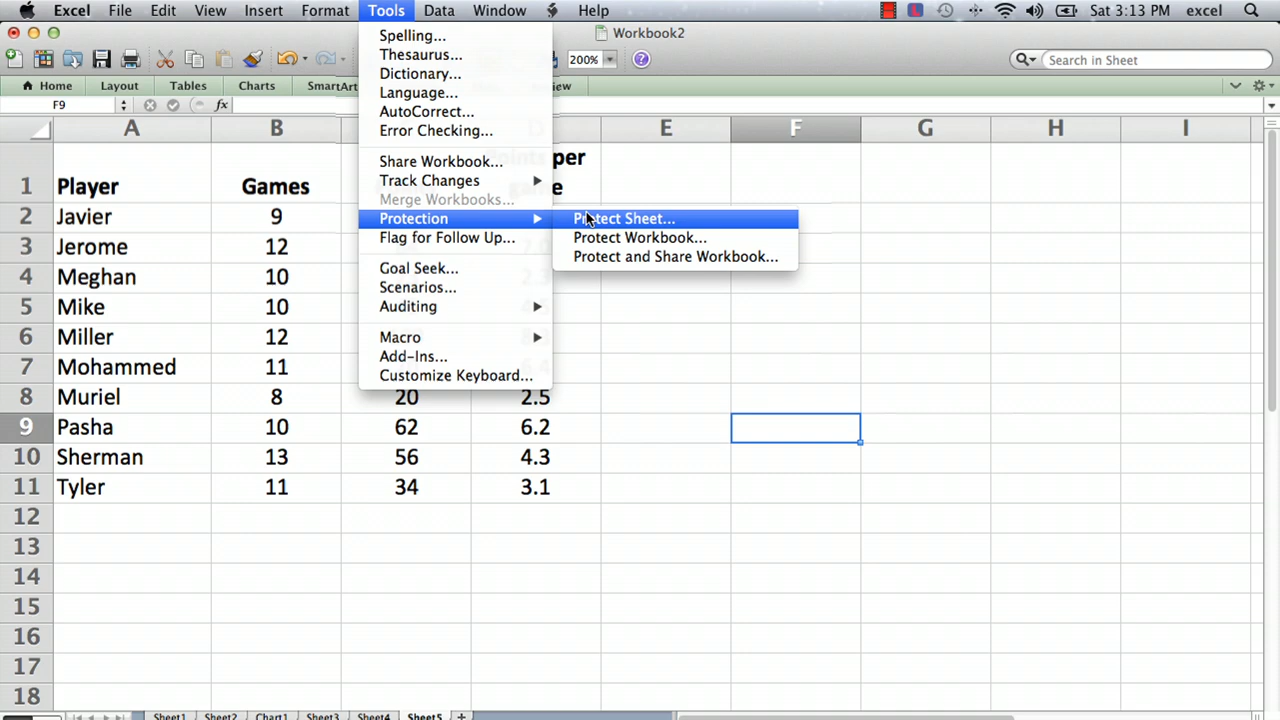 Excel File Edit View Insert Format Tools Data Window Help Sat 3:13 PM excel
Workbook2
200% Search in Sheet
Home Layout Tables Charts SmartArt
F9 fx
A B E F G H I
1 Player Games per
2 Javier 9
3 Jerome 12
4 Meghan 10
5 Mike 10
6 Miller 12
7 Mohammed 11
8 Muriel 8 20 2.5
9 Pasha 10 62 6.2
10 Sherman 13 56 4.3
11 Tyler 11 34 3.1
12
13
14
15
16
17
18
Spelling...
Thesaurus...
Dictionary...
Language...
AutoCorrect...
Error Checking...
Share Workbook...
Track Changes
Merge Workbooks...
Protection
Flag for Follow Up...
Goal Seek...
Scenarios...
Auditing
Macro
Add-Ins...
Customize Keyboard...
Protect Sheet...
Protect Workbook...
Protect and Share Workbook...
Sheet1 Sheet2 Chart1 Sheet3 Sheet4 Sheet5